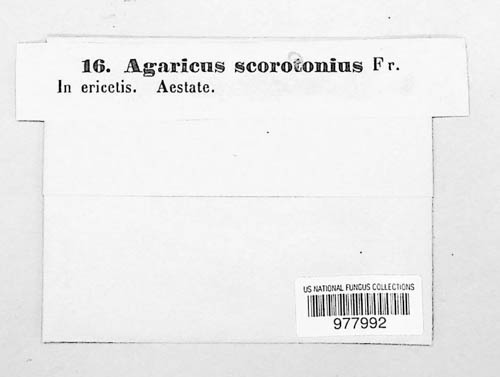 16. Agaricus scorotonius Fr.
In ericetis. Aestate.
US NATIONAL FUNGUS COLLECTIONS
977992